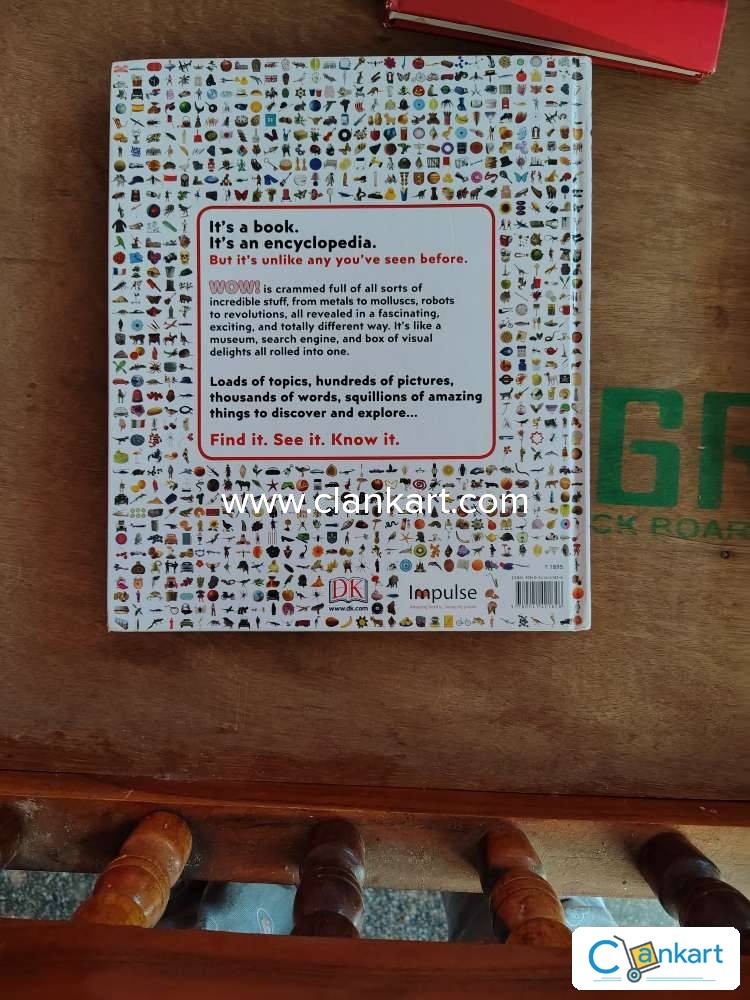 It's a book.
It's an encyclopedia.
But it's unlike any you've seen before.
WOW! is crammed full of all sorts of
incredible stuff, from metals to molluscs, robots
to revolutions, all revealed in a fascinating,
exciting, and totally different way. It's like a
museum, search engine, and box of visual
delights all rolled into one.
Loads of topics, hundreds of pictures,
thousands of words, squillions of amazing
things to discover and explore...
Find it. See it. Know it.
www.clankart.com
CK BOAR
DK
www.dk.com
Impulse
Clankart